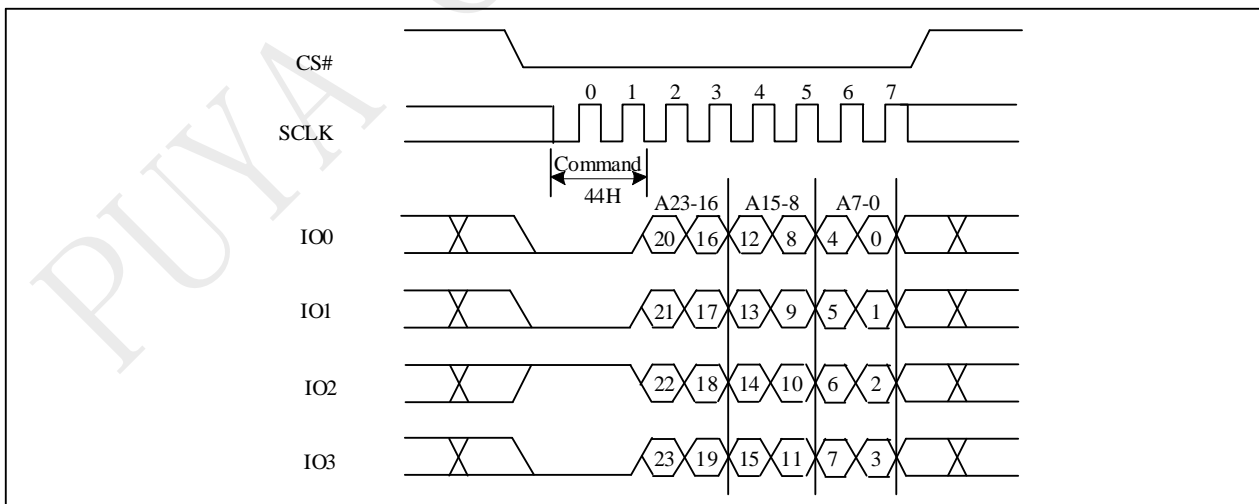 PUYA
CS#
0 1 2 3 4 5 6 7
SCLK
Command
44H
A23-16 A15-8 A7-0
IO0 20 16 12 8 4 0
IO1 21 17 13 9 5 1
IO2 22 18 14 10 6 2
IO3 23 19 15 11 7 3